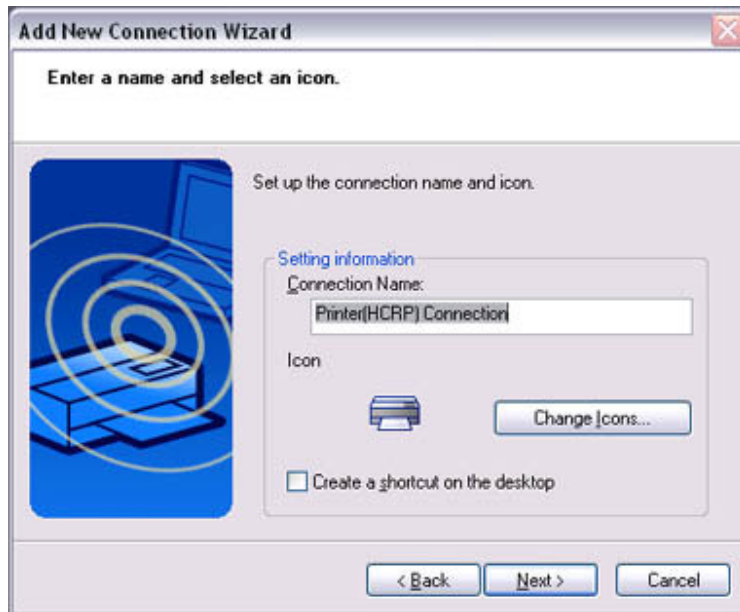 Add New Connection Wizard
Enter a name and select an icon.
Set up the connection name and icon.
Setting information
Connection Name:
Printer(HCRP) Connection
Icon
Change Icons...
Create a shortcut on the desktop
< Back
Next >
Cancel